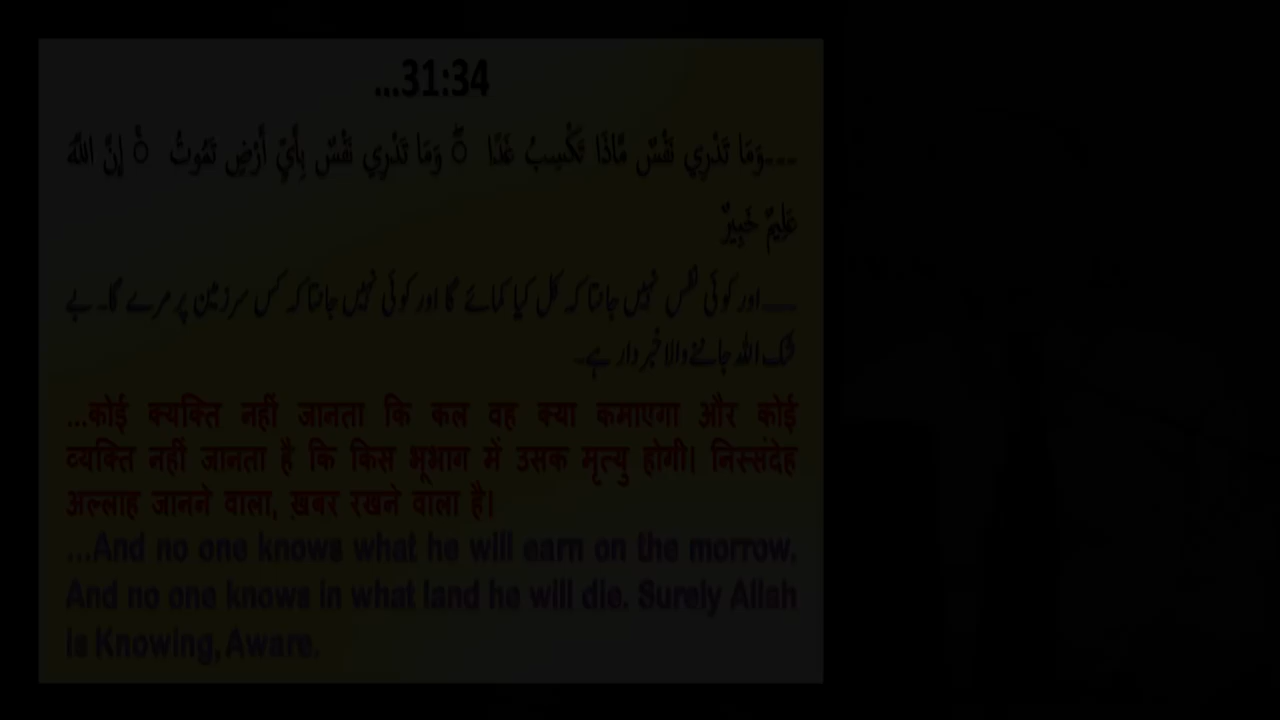 ...31:34
---وَمَا تَدْرِي نَفْسٌ مَّاذَا تَكْسِبُ غَدًا ۖ وَمَا تَدْرِي نَفْسٌ بِأَيِّ أَرْضٍ تَمُوتُ ۚ إِنَّ اللَّهَ
عَلِيمٌ خَبِيرٌ
---اور کوئی نفس نہیں جانتا کہ کل کیا کمائے گا اور کوئی نہیں جانتا کہ کس سرزمین پر مرے گا۔ بے
شک اللہ جاننے والا خبردار ہے۔
...कोई क्यक्ति नहीं जानता कि कल वह क्या कमाएगा और कोई
व्यक्ति नहीं जानता है कि किस भूभाग में उसक मृत्यु होगी। निस्संदेह
अल्लाह जानने वाला, ख़बर रखने वाला है।
...And no one knows what he will earn on the morrow.
And no one knows in what land he will die. Surely Allah
is Knowing, Aware.